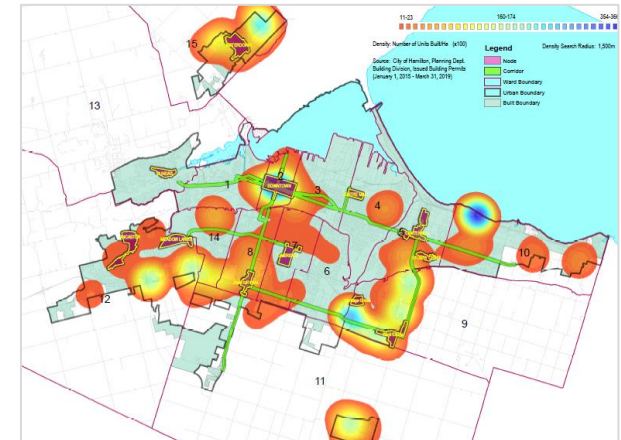 11-23
160-174
354-366
Density: Number of Units Built/Ha (x100)
Density Search Radius: 1,500m
Source: City of Hamilton, Planning Dept.
Building Division, Issued Building Permits
(January 1, 2015 - March 31, 2019)
Legend
Node
Corridor
Ward Boundary
Urban Boundary
Built Boundary
15
13
1
2
DOWNTOWN
3
4
14
8
6
10
12
9
11